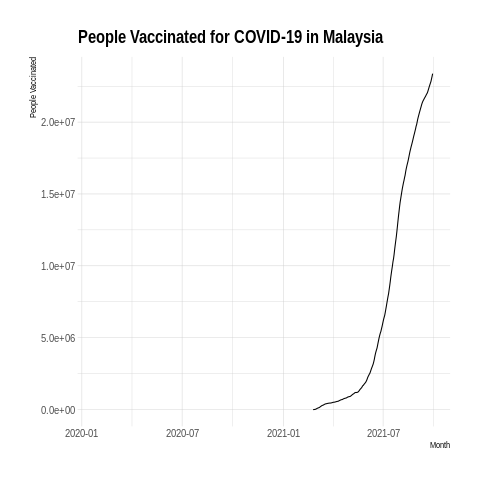 People Vaccinated for COVID-19 in Malaysia
People Vaccinated
2.0e+07
1.5e+07
1.0e+07
5.0e+06
0.0e+00
2020-01 2020-07 2021-01 2021-07
Month